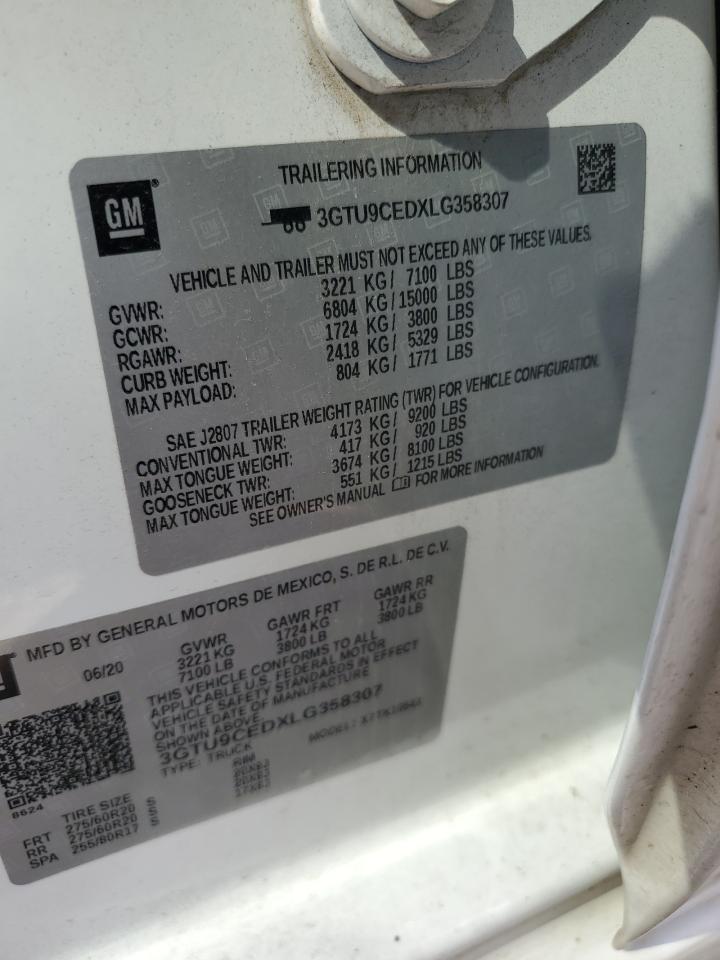 TRAILERING INFORMATION
GM ®
3GTU9CEDXLG358307
VEHICLE AND TRAILER MUST NOT EXCEED ANY OF THESE VALUES.
GVWR: 3221 KG/ 7100 LBS
GCWR: 6804 KG/15000 LBS
RGAWR: 1724 KG/ 3800 LBS
CURB WEIGHT: 2418 KG/ 5329 LBS
MAX PAYLOAD: 804 KG/ 1771 LBS
SAE J2807 TRAILER WEIGHT RATING (TWR) FOR VEHICLE CONFIGURATION.
CONVENTIONAL TWR: 4173 KG/ 9200 LBS
MAX TONGUE WEIGHT: 417 KG/ 920 LBS
GOOSENECK TWR: 3674 KG/ 8100 LBS
MAX TONGUE WEIGHT: 551 KG/ 1215 LBS
SEE OWNER'S MANUAL FOR MORE INFORMATION
MFD BY GENERAL MOTORS DE MEXICO, S. DE R.L. DE C.V.
06/20 GVWR GAWR FRT GAWR RR
3221 KG 1724 KG 1724 KG
7100 LB 3800 LB 3800 LB
THIS VEHICLE CONFORMS TO ALL
APPLICABLE U.S. FEDERAL MOTOR
VEHICLE SAFETY STANDARDS IN EFFECT
ON THE DATE OF MANUFACTURE
SHOWN ABOVE.
3GTU9CEDXLG358307
TYPE: TRUCK MODEL:
8624
TIRE SIZE RIM
FRT 275/60R20 S
RR 275/60R20 S
SPA 255/80R17 S